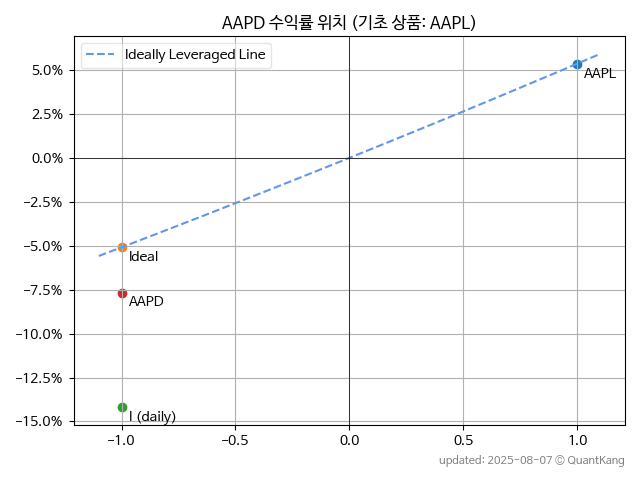 AAPD 수익률 위치 (기초 상품: AAPL)
Ideally Leveraged Line
5.0%
AAPL
2.5%
0.0%
−2.5%
−5.0%
Ideal
−7.5%
AAPD
−10.0%
−12.5%
I (daily)
−15.0%
−1.0 −0.5 0.0 0.5 1.0
updated: 2025-08-07 © QuantKang